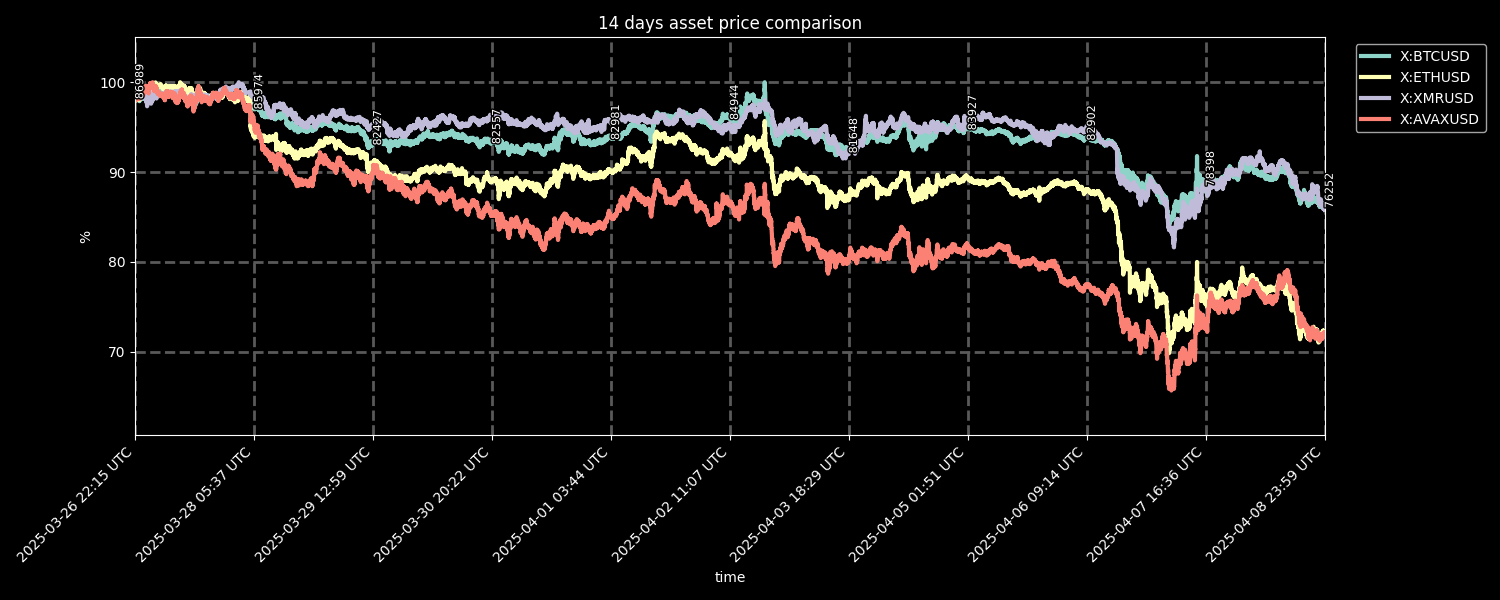 14 days asset price comparison
X:BTCUSD
X:ETHUSD
X:XMRUSD
X:AVAXUSD
%
100
90
80
70
86989
85974
82427
82557
82981
84944
81648
83927
82902
78398
76252
2025-03-26 22:15 UTC
2025-03-28 05:37 UTC
2025-03-29 12:59 UTC
2025-03-30 20:22 UTC
2025-04-01 03:44 UTC
2025-04-02 11:07 UTC
2025-04-03 18:29 UTC
2025-04-05 01:51 UTC
2025-04-06 09:14 UTC
2025-04-07 16:36 UTC
2025-04-08 23:59 UTC
time